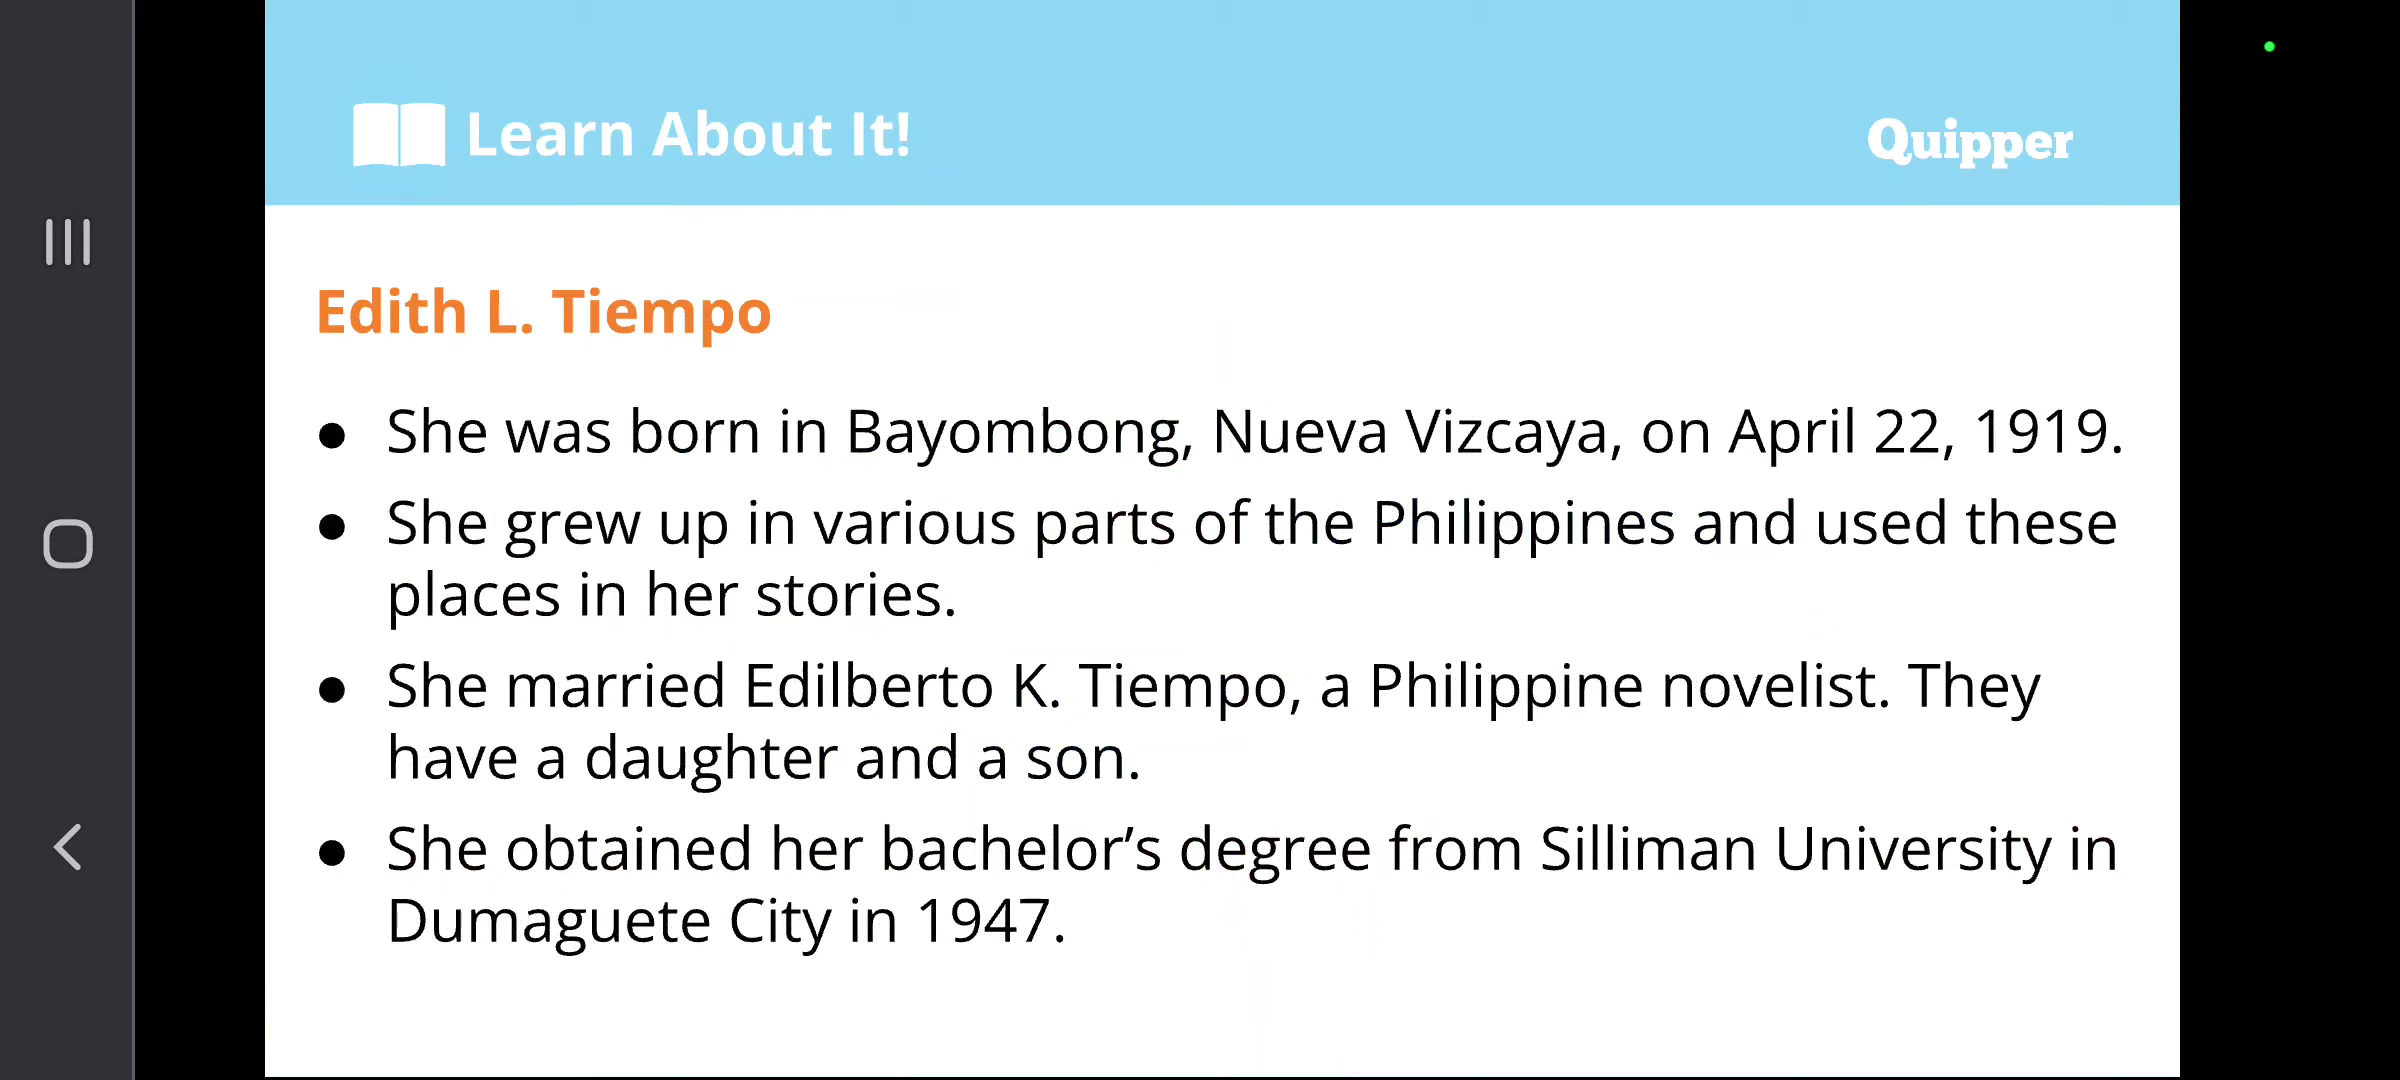 Learn About It!
Quipper
Edith L. Tiempo
● She was born in Bayombong, Nueva Vizcaya, on April 22, 1919.
● She grew up in various parts of the Philippines and used these
places in her stories.
● She married Edilberto K. Tiempo, a Philippine novelist. They
have a daughter and a son.
● She obtained her bachelor’s degree from Silliman University in
Dumaguete City in 1947.